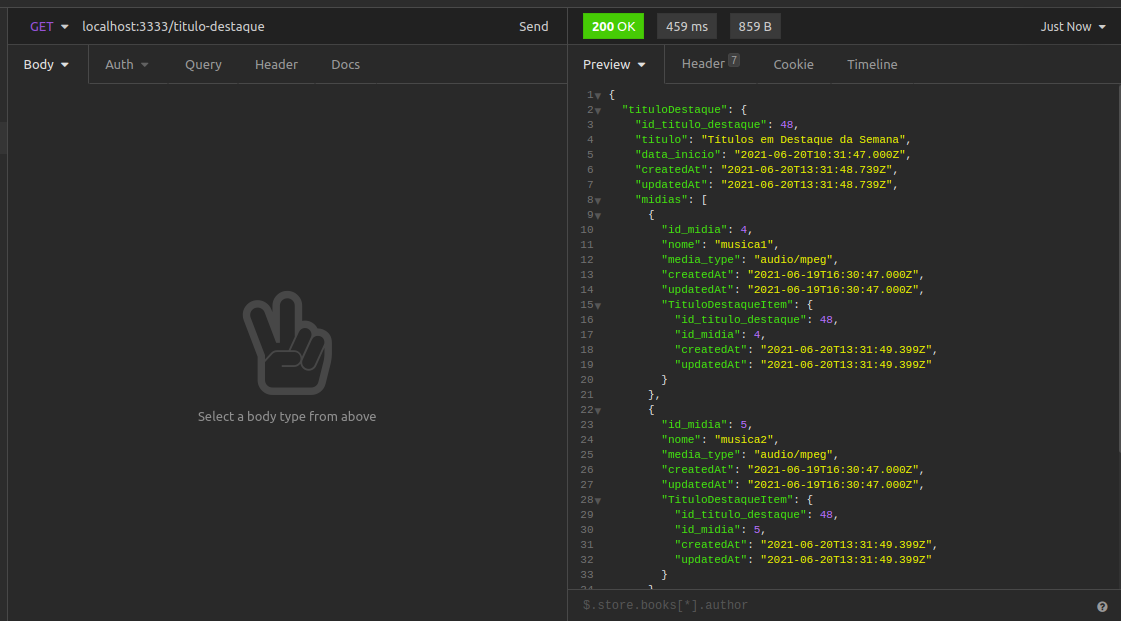 GET localhost:3333/titulo-destaque Send
Body Auth Query Header Docs
Select a body type from above
200 OK 459 ms 859 B Just Now
Preview Header 7 Cookie Timeline
1 {
2 "tituloDestaque": {
3 "id_titulo_destaque": 48,
4 "titulo": "Títulos em Destaque da Semana",
5 "data_inicio": "2021-06-20T10:31:47.000Z",
6 "createdAt": "2021-06-20T13:31:48.739Z",
7 "updatedAt": "2021-06-20T13:31:48.739Z",
8 "midias": [
9 {
10 "id_midia": 4,
11 "nome": "musica1",
12 "media_type": "audio/mpeg",
13 "createdAt": "2021-06-19T16:30:47.000Z",
14 "updatedAt": "2021-06-19T16:30:47.000Z",
15 "TituloDestaqueItem": {
16 "id_titulo_destaque": 48,
17 "id_midia": 4,
18 "createdAt": "2021-06-20T13:31:49.399Z",
19 "updatedAt": "2021-06-20T13:31:49.399Z"
20 }
21 },
22 {
23 "id_midia": 5,
24 "nome": "musica2",
25 "media_type": "audio/mpeg",
26 "createdAt": "2021-06-19T16:30:47.000Z",
27 "updatedAt": "2021-06-19T16:30:47.000Z",
28 "TituloDestaqueItem": {
29 "id_titulo_destaque": 48,
30 "id_midia": 5,
31 "createdAt": "2021-06-20T13:31:49.399Z",
32 "updatedAt": "2021-06-20T13:31:49.399Z"
33 }
$.store.books[*].author ?